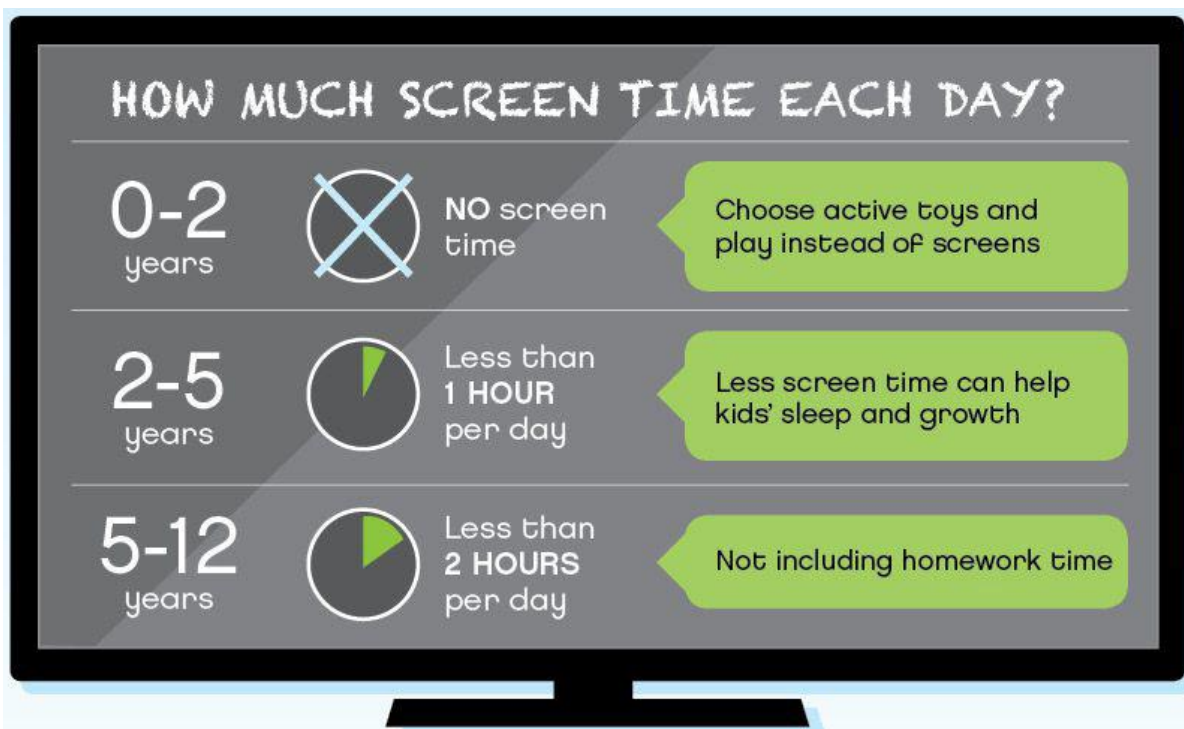 HOW MUCH SCREEN TIME EACH DAY?
0-2
years
NO screen
time
Choose active toys and
play instead of screens
2-5
years
Less than
1 HOUR
per day
Less screen time can help
kids' sleep and growth
5-12
years
Less than
2 HOURS
per day
Not including homework time